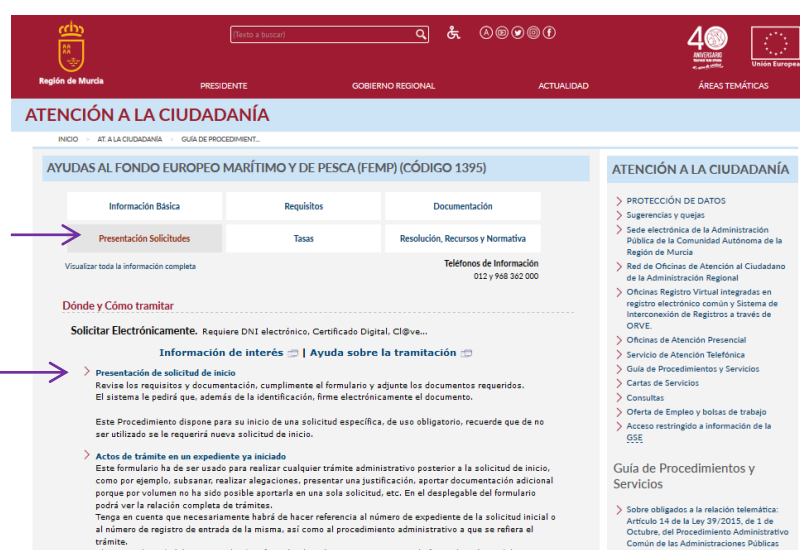 (Texto a buscar)
40
ANIVERSARIO
Región de Murcia
Unión Europea
PRESIDENTE
GOBIERNO REGIONAL
ACTUALIDAD
ÁREAS TEMÁTICAS
ATENCIÓN A LA CIUDADANÍA
INICIO
AT. A LA CIUDADANÍA
GUÍA DE PROCEDIMIENT...
AYUDAS AL FONDO EUROPEO MARÍTIMO Y DE PESCA (FEMP) (CÓDIGO 1395)
Información Básica
Requisitos
Documentación
Presentación Solicitudes
Tasas
Resolución, Recursos y Normativa
Visualizar toda la información completa
Teléfonos de Información
012 y 968 362 000
Dónde y Cómo tramitar
Solicitar Electrónicamente. Requiere DNI electrónico, Certificado Digital, Cl@ve...
Información de interés | Ayuda sobre la tramitación
Presentación de solicitud de inicio
Revise los requisitos y documentación, cumplimente el formulario y adjunte los documentos requeridos.
El sistema le pedirá que, además de la identificación, firme electrónicamente el documento.
Este Procedimiento dispone para su inicio de una solicitud específica, de uso obligatorio, recuerde que de no
ser utilizado se le requerirá nueva solicitud de inicio.
Actos de trámite en un expediente ya iniciado
Este formulario ha de ser usado para realizar cualquier trámite administrativo posterior a la solicitud de inicio,
como por ejemplo, subsanar, realizar alegaciones, presentar una justificación, aportar documentación adicional
porque por volumen no ha sido posible aportarla en una sola solicitud, etc. En el desplegable del formulario
podrá ver la relación completa de trámites.
Tenga en cuenta que necesariamente habrá de hacer referencia al número de expediente de la solicitud inicial o
al número de registro de entrada de la misma, así como al procedimiento administrativo a que se refiera el
trámite.
ATENCIÓN A LA CIUDADANÍA
PROTECCIÓN DE DATOS
Sugerencias y quejas
Sede electrónica de la Administración
Pública de la Comunidad Autónoma de la
Región de Murcia
Red de Oficinas de Atención al Ciudadano
de la Administración Regional
Oficinas Registro Virtual integradas en
registro electrónico común y Sistema de
Interconexión de Registros a través de
ORVE.
Oficinas de Atención Presencial
Servicio de Atención Telefónica
Guía de Procedimientos y Servicios
Cartas de Servicios
Consultas
Oferta de Empleo y bolsas de trabajo
Acceso restringido a información de la
GSE
Guía de Procedimientos y
Servicios
Sobre obligados a la relación telemática:
Artículo 14 de la Ley 39/2015, de 1 de
Octubre, del Procedimiento Administrativo
Común de las Administraciones Públicas